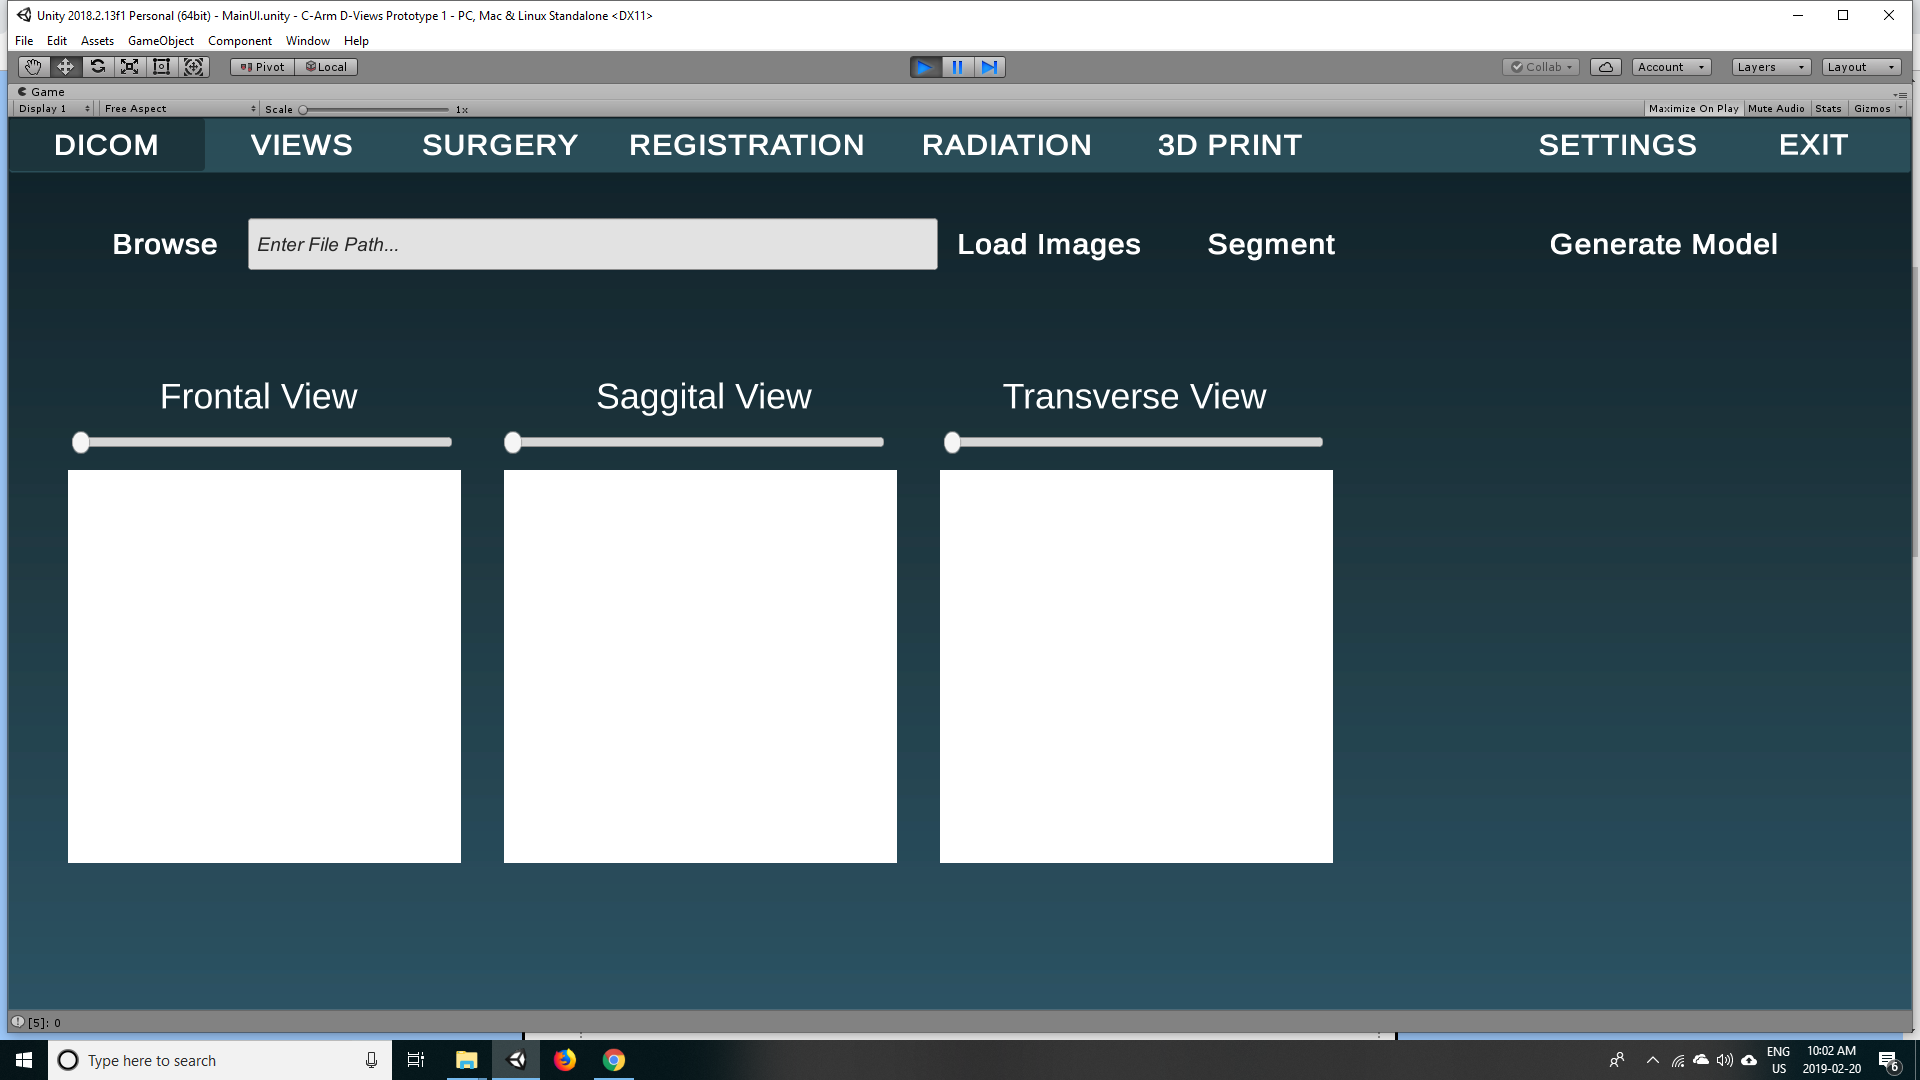 Unity 2018.2.13f1 Personal (64bit) - MainUI.unity - C-Arm D-Views Prototype 1 - PC, Mac & Linux Standalone <DX11>
File Edit Assets GameObject Component Window Help
Pivot Local Collab Account Layers Layout
Game
Display 1 Free Aspect Scale 1x Maximize On Play Mute Audio Stats Gizmos
DICOM VIEWS SURGERY REGISTRATION RADIATION 3D PRINT SETTINGS EXIT
Browse Enter File Path... Load Images Segment Generate Model
Frontal View Saggital View Transverse View
[5]: 0
Type here to search
ENG
US
10:02 AM
2019-02-20
6